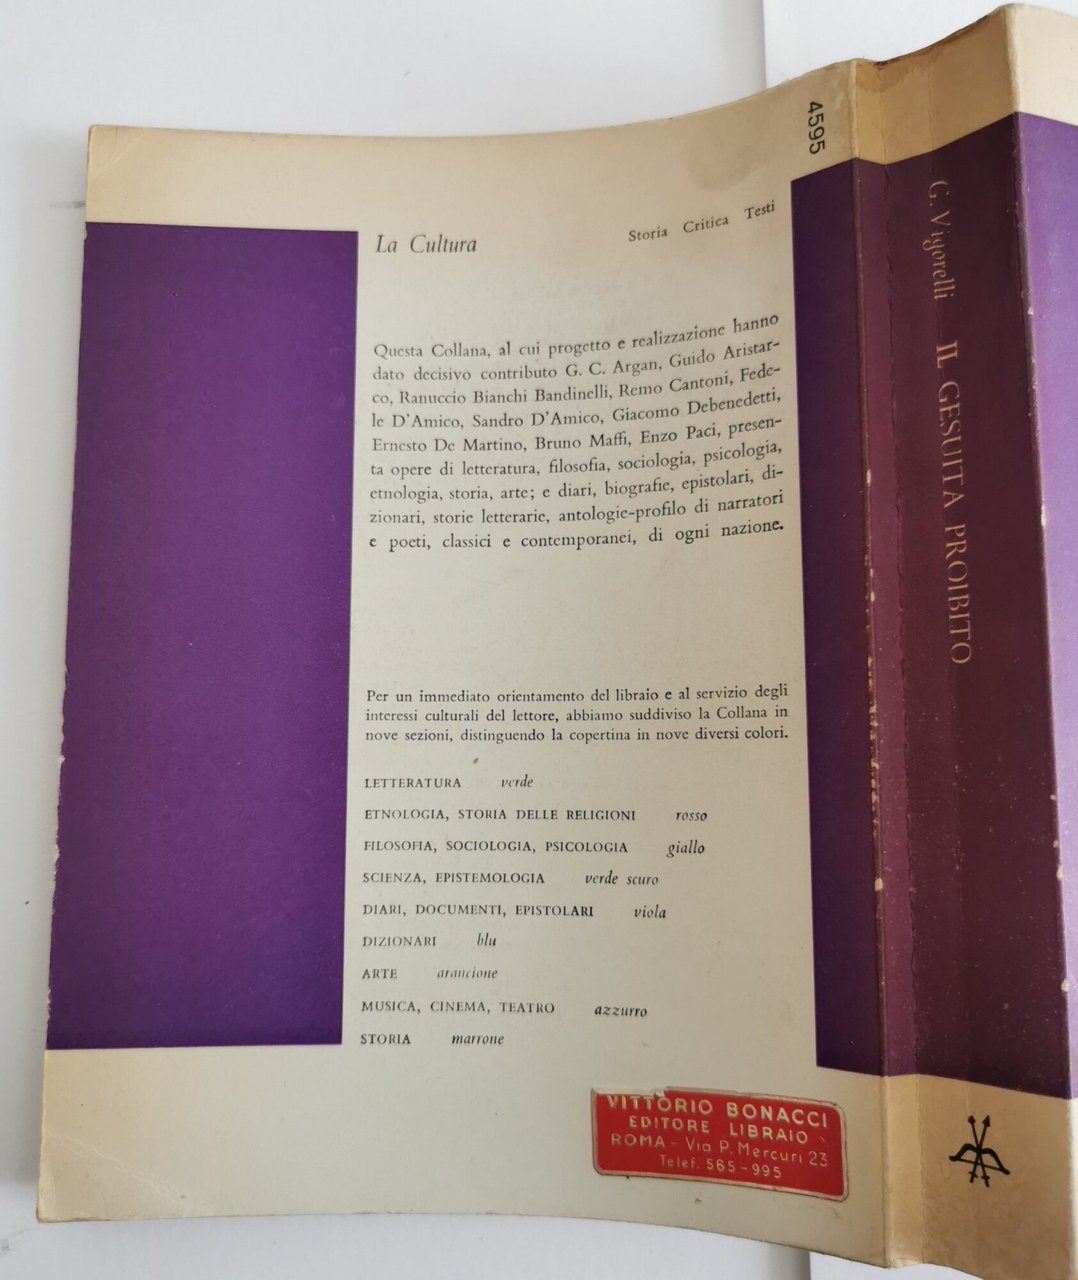 4595
La Cultura
Storia Critica Testi
Questa Collana, al cui progetto e realizzazione hanno
dato decisivo contributo G. C. Argan, Guido Aristar-
co, Ranuccio Bianchi Bandinelli, Remo Cantoni, Fede-
le D'Amico, Sandro D'Amico, Giacomo Debenedetti,
Ernesto De Martino, Bruno Maffi, Enzo Paci, presen-
ta opere di letteratura, filosofia, sociologia, psicologia,
etnologia, storia, arte; e diari, biografie, epistolari, di-
zionari, storie letterarie, antologie-profilo di narratori
e poeti, classici e contemporanei, di ogni nazione.
Per un immediato orientamento del libraio e al servizio degli
interessi culturali del lettore, abbiamo suddiviso la Collana in
nove sezioni, distinguendo la copertina in nove diversi colori.
LETTERATURA verde
ETNOLOGIA, STORIA DELLE RELIGIONI rosso
FILOSOFIA, SOCIOLOGIA, PSICOLOGIA giallo
SCIENZA, EPISTEMOLOGIA verde scuro
DIARI, DOCUMENTI, EPISTOLARI viola
DIZIONARI blu
ARTE arancione
MUSICA, CINEMA, TEATRO azzurro
STORIA marrone
VITTORIO BONACCI
EDITORE LIBRAIO
ROMA - Via P. Mercuri 23
Telef. 565-995
G. Vigorelli IL GESUITA PROIBITO